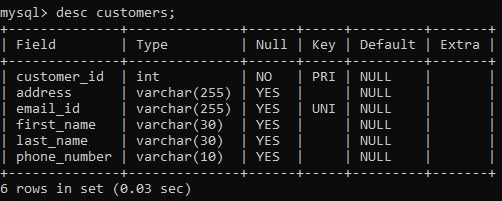 mysql> desc customers;
+--------------+--------------+------+-----+---------+-------+
| Field        | Type         | Null | Key | Default | Extra |
+--------------+--------------+------+-----+---------+-------+
| customer_id  | int          | NO   | PRI | NULL    |       |
| address      | varchar(255) | YES  |     | NULL    |       |
| email_id     | varchar(255) | YES  | UNI | NULL    |       |
| first_name   | varchar(30)  | YES  |     | NULL    |       |
| last_name    | varchar(30)  | YES  |     | NULL    |       |
| phone_number | varchar(10)  | YES  |     | NULL    |       |
+--------------+--------------+------+-----+---------+-------+
6 rows in set (0.03 sec)